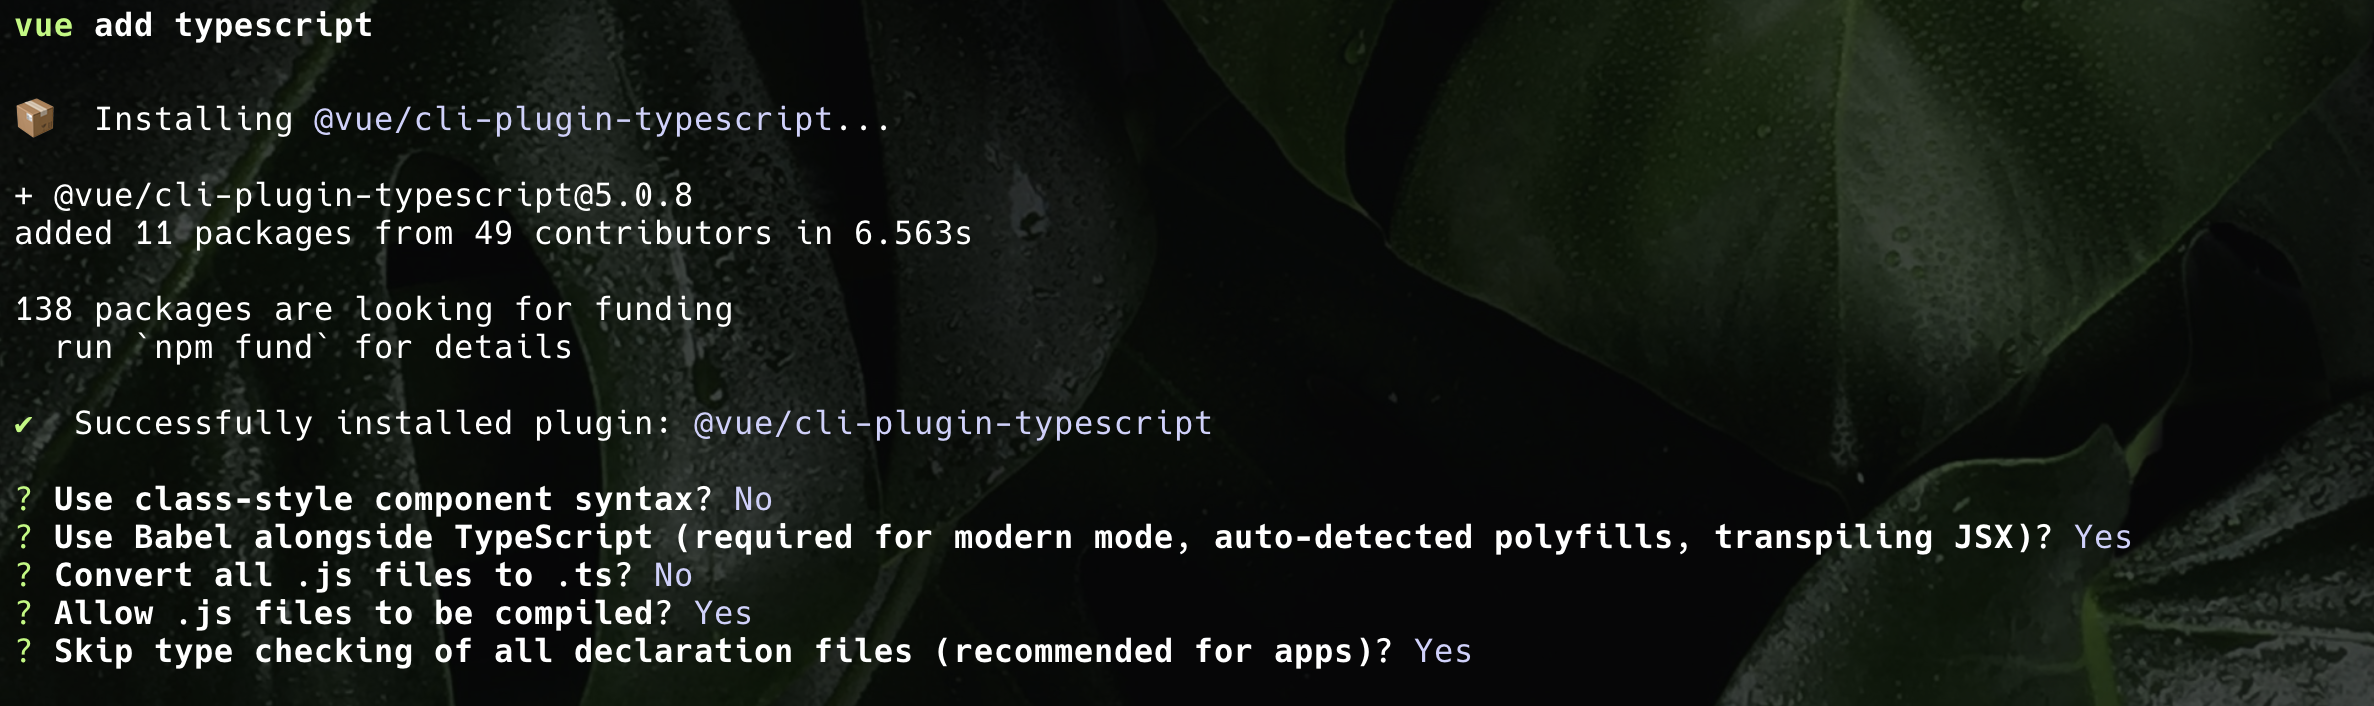 vue add typescript
📦  Installing @vue/cli-plugin-typescript...
+ @vue/cli-plugin-typescript@5.0.8
added 11 packages from 49 contributors in 6.563s
138 packages are looking for funding
  run `npm fund` for details
✔  Successfully installed plugin: @vue/cli-plugin-typescript
? Use class-style component syntax? No
? Use Babel alongside TypeScript (required for modern mode, auto-detected polyfills, transpiling JSX)? Yes
? Convert all .js files to .ts? No
? Allow .js files to be compiled? Yes
? Skip type checking of all declaration files (recommended for apps)? Yes